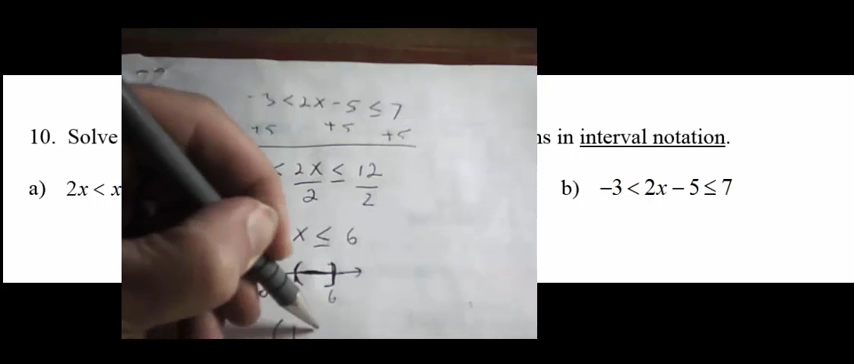 10. Solve
ns in interval notation.
a) 2x < x
b) −3 < 2x − 5 ≤ 7
-3 < 2x - 5 ≤ 7
+5 +5 +5
< 2x/2 ≤ 12/2
x ≤ 6
6
(1